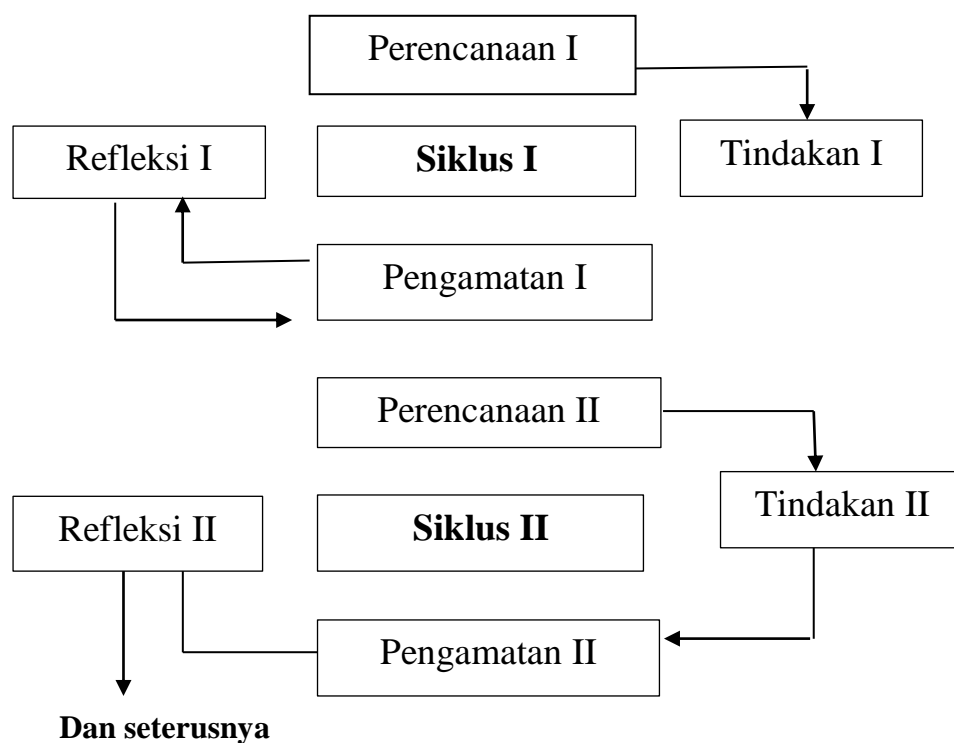 Perencanaan I
Refleksi I
Siklus I
Tindakan I
Pengamatan I
Perencanaan II
Refleksi II
Siklus II
Tindakan II
Pengamatan II
Dan seterusnya